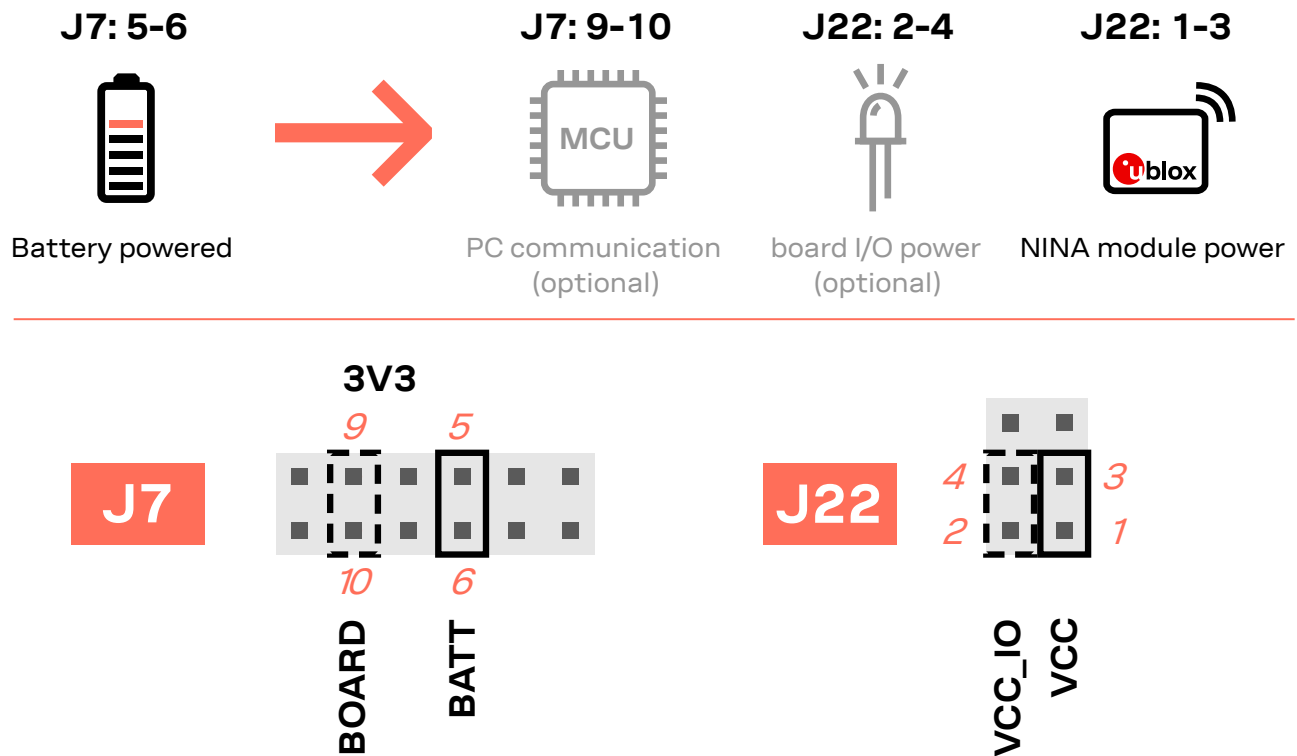 J7: 5-6
J7: 9-10
J22: 2-4
J22: 1-3
MCU
ublox
Battery powered
PC communication
(optional)
board I/O power
(optional)
NINA module power
3V3
9
5
J7
10
6
BOARD
BATT
J22
4
3
2
1
VCC_IO
VCC